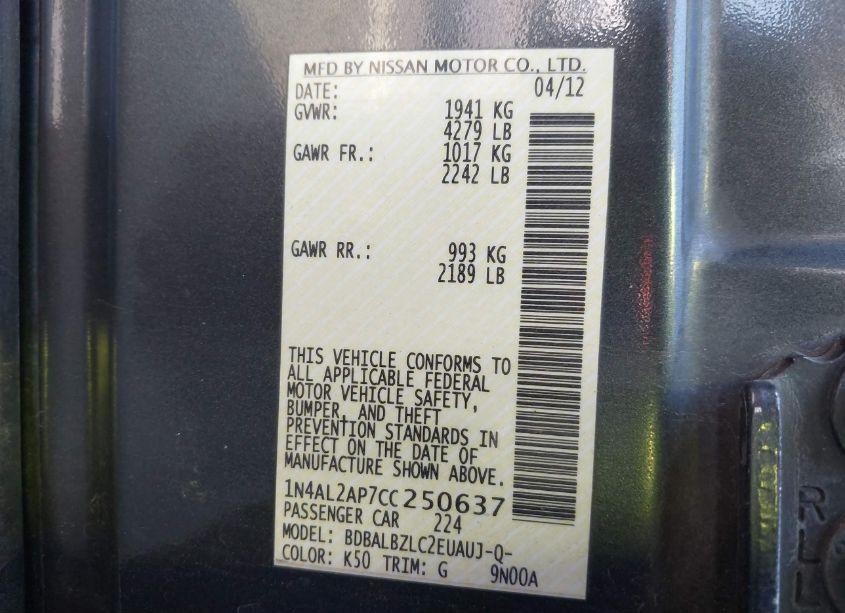 MFD BY NISSAN MOTOR CO., LTD.
DATE: 04/12
GVWR: 1941 KG
4279 LB
GAWR FR.: 1017 KG
2242 LB
GAWR RR.: 993 KG
2189 LB
THIS VEHICLE CONFORMS TO
ALL APPLICABLE FEDERAL
MOTOR VEHICLE SAFETY,
BUMPER, AND THEFT
PREVENTION STANDARDS IN
EFFECT ON THE DATE OF
MANUFACTURE SHOWN ABOVE.
1N4AL2AP7CC250637
PASSENGER CAR 224
MODEL: BDBALBZLC2EUAUJ-Q-
COLOR: K50 TRIM: G 9N00A